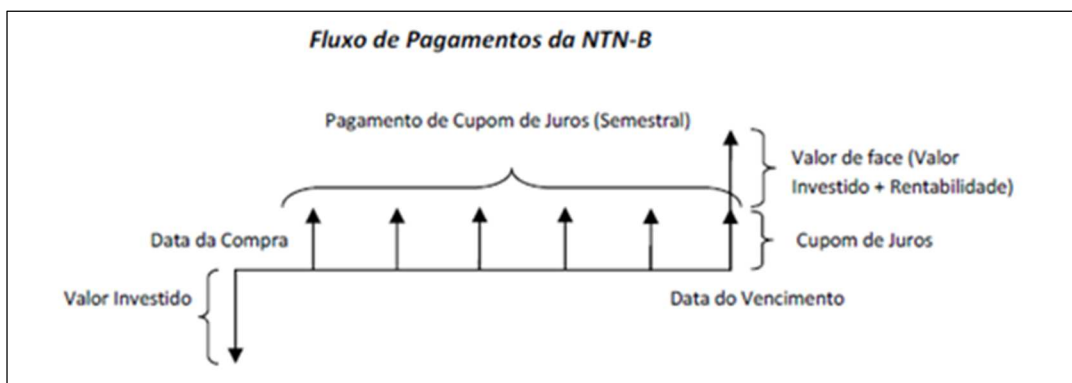 Fluxo de Pagamentos da NTN-B
Pagamento de Cupom de Juros (Semestral)
Valor de face (Valor
Investido + Rentabilidade)
Data da Compra
Cupom de Juros
Valor Investido
Data do Vencimento